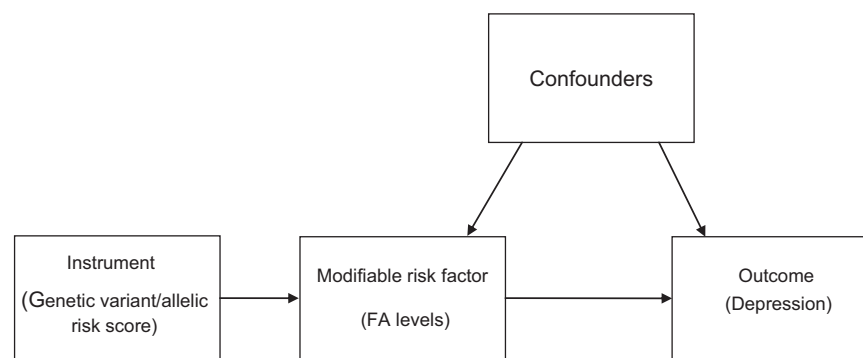 Confounders
Instrument
(Genetic variant/allelic
risk score)
Modifiable risk factor
(FA levels)
Outcome
(Depression)